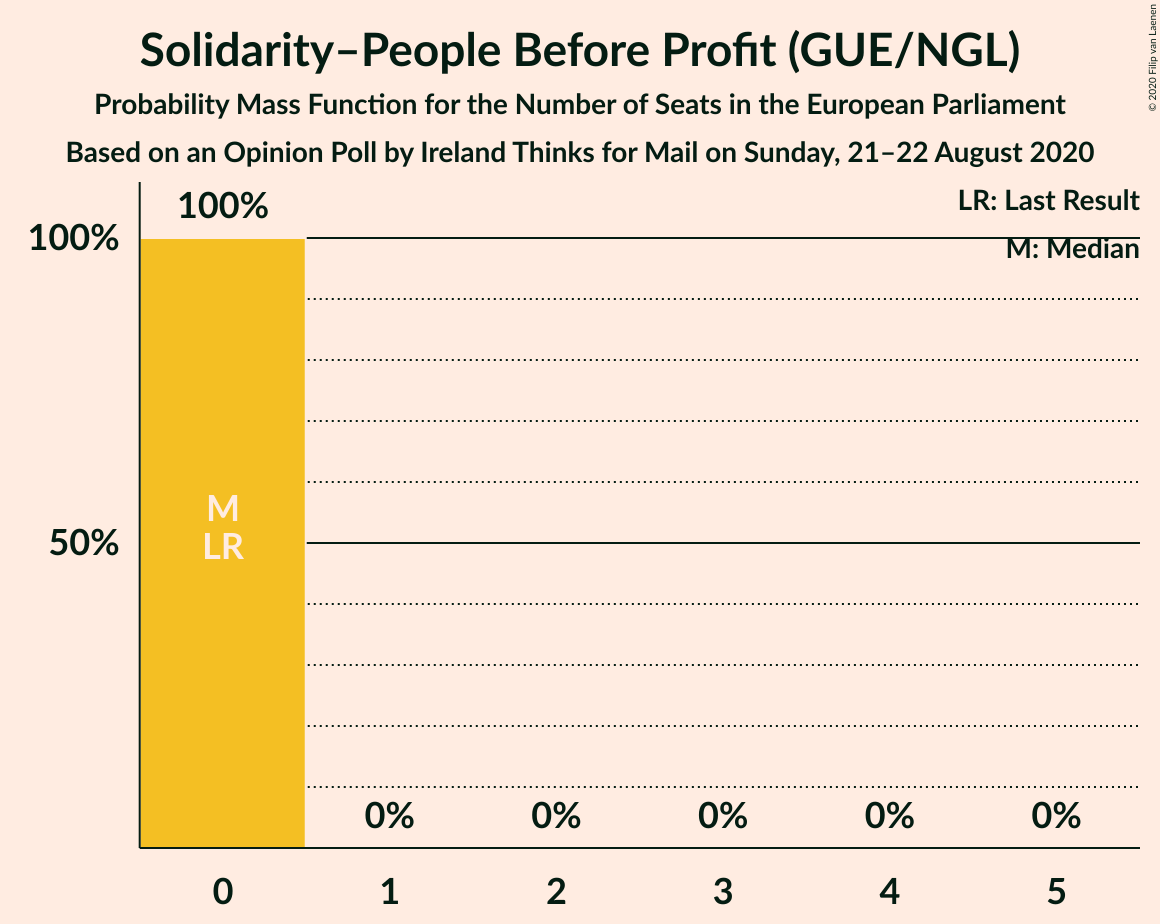 Solidarity–People Before Profit (GUE/NGL)
Probability Mass Function for the Number of Seats in the European Parliament
Based on an Opinion Poll by Ireland Thinks for Mail on Sunday, 21–22 August 2020
© 2020 Filip van Laenen
LR: Last Result
M: Median
100%
100%
50%
M
LR
0% 0% 0% 0% 0%
0 1 2 3 4 5